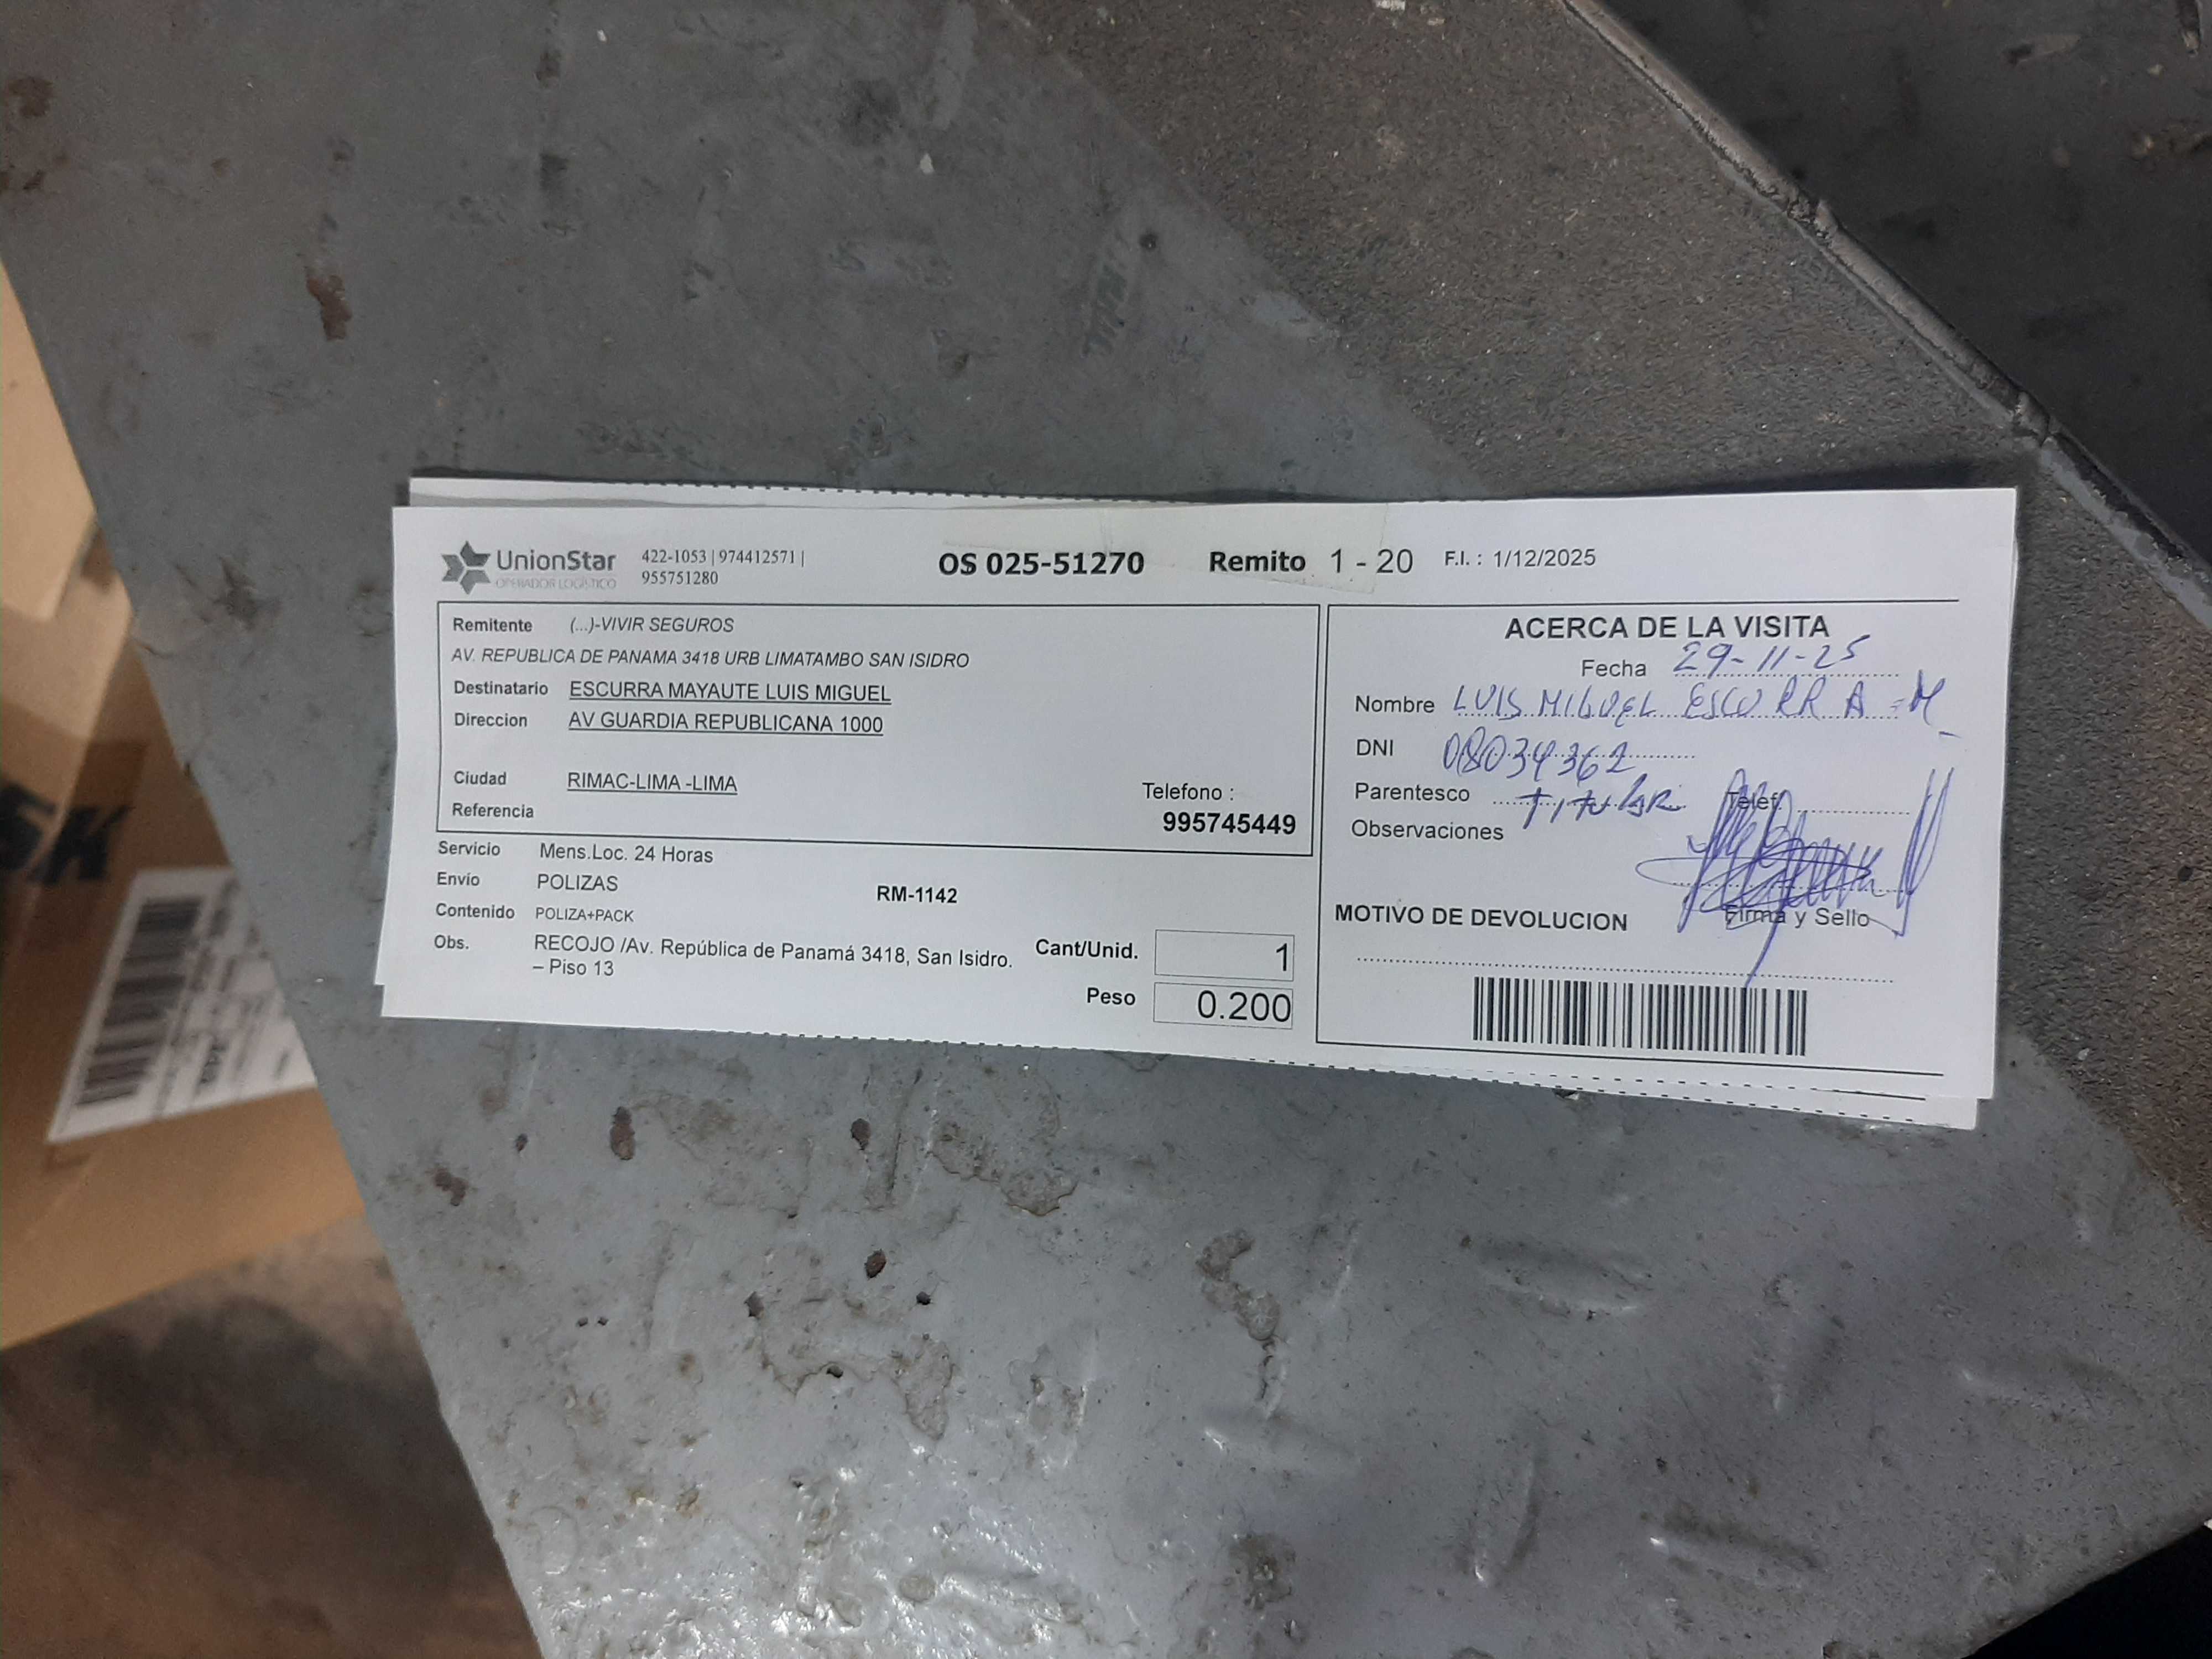 UnionStar
OPERADOR LOGISTICO
422-1053 | 974412571 |
955751280
OS 025-51270
Remito 1 - 20
F.I. : 1/12/2025
Remitente (...)-VIVIR SEGUROS
AV. REPUBLICA DE PANAMA 3418 URB LIMATAMBO SAN ISIDRO
Destinatario ESCURRA MAYAUTE LUIS MIGUEL
Direccion AV GUARDIA REPUBLICANA 1000
Ciudad RIMAC-LIMA -LIMA
Referencia
Telefono :
995745449
Servicio Mens.Loc. 24 Horas
Envio POLIZAS
RM-1142
Contenido POLIZA+PACK
Obs. RECOJO /Av. República de Panamá 3418, San Isidro.
– Piso 13
Cant/Unid. 1
Peso 0.200
ACERCA DE LA VISITA
Fecha 29-11-25
Nombre LUIS MIGUEL ESCURRA - M
DNI 08034362
Parentesco TITULAR
Telef.
Observaciones
Firma y Sello
MOTIVO DE DEVOLUCION